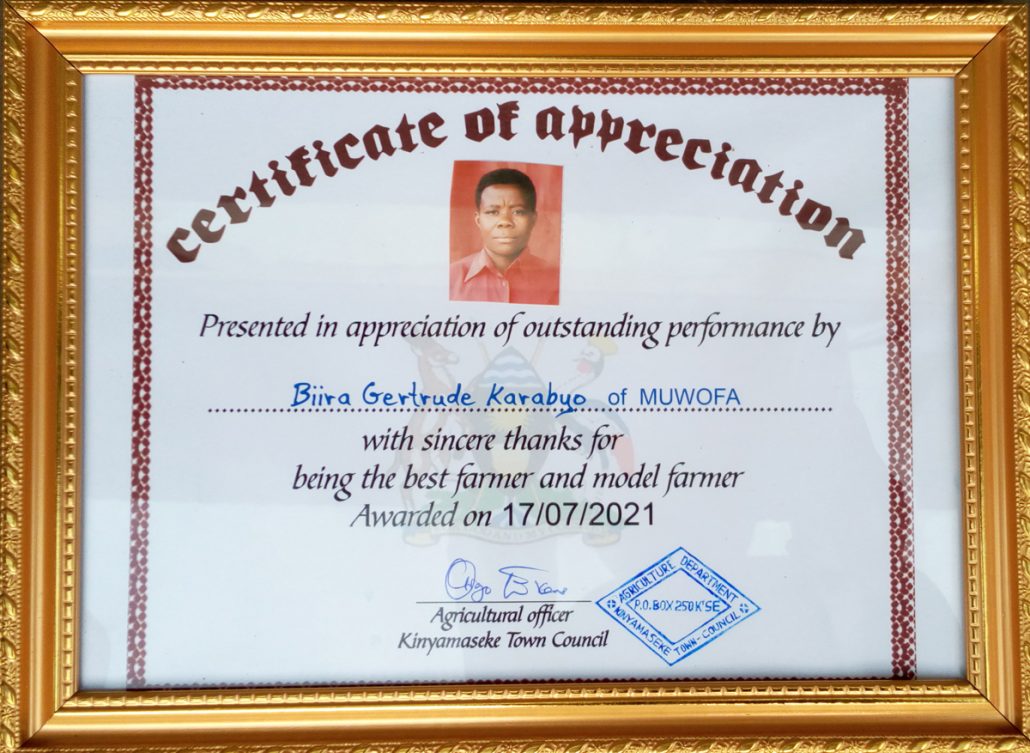 certificate of appreciation
Presented in appreciation of outstanding performance by
Biira Gertrude Karabyo of MUWOFA
with sincere thanks for
being the best farmer and model farmer
Awarded on 17/07/2021
Agricultural officer
Kinyamaseke Town Council
AGRICULTURE DEPARTMENT
P.O. BOX 250 K'SE
KINYAMASEKE TOWN-COUNCIL